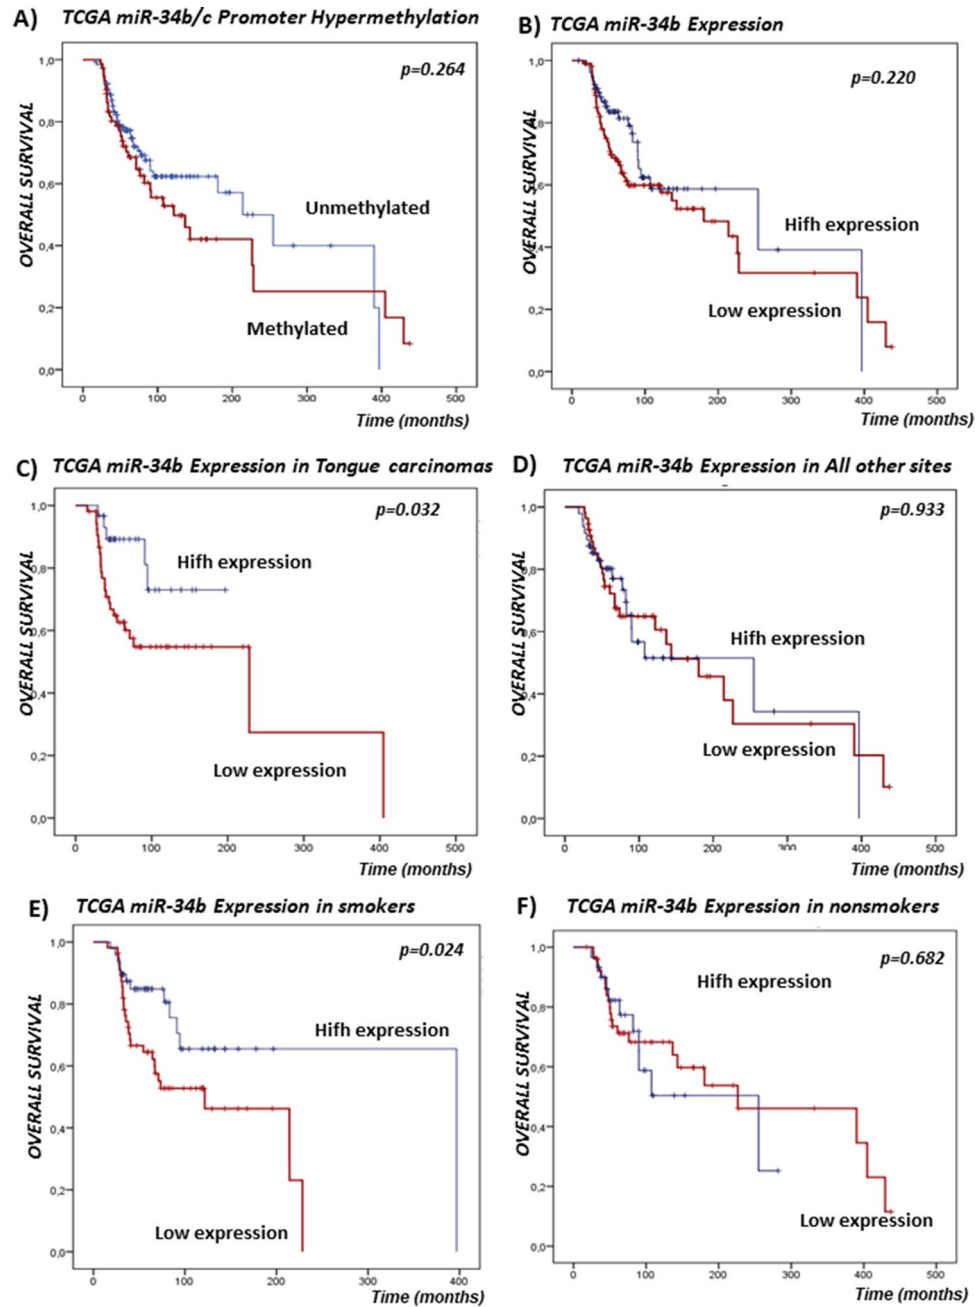 A) TCGA miR-34b/c Promoter Hypermethylation
p=0.264
OVERALL SURVIVAL
1,0
0,8
0,6
0,4
0,2
0,0
Unmethylated
Methylated
0 100 200 300 400 500
Time (months)
B) TCGA miR-34b Expression
p=0.220
OVERALL SURVIVAL
1,0
0,8
0,6
0,4
0,2
0,0
Hifh expression
Low expression
0 100 200 300 400 500
Time (months)
C) TCGA miR-34b Expression in Tongue carcinomas
p=0.032
OVERALL SURVIVAL
1,0
0,8
0,6
0,4
0,2
0,0
Hifh expression
Low expression
0 100 200 300 400 500
Time (months)
D) TCGA miR-34b Expression in All other sites
p=0.933
OVERALL SURVIVAL
1,0
0,8
0,6
0,4
0,2
0,0
Hifh expression
Low expression
0 100 200 300 400 500
Time (months)
E) TCGA miR-34b Expression in smokers
p=0.024
OVERALL SURVIVAL
1,0
0,8
0,6
0,4
0,2
0,0
Hifh expression
Low expression
0 100 200 300 400
Time (months)
F) TCGA miR-34b Expression in nonsmokers
p=0.682
OVERALL SURVIVAL
1,0
0,8
0,6
0,4
0,2
0,0
Hifh expression
Low expression
0 100 200 300 400 500
Time (months)